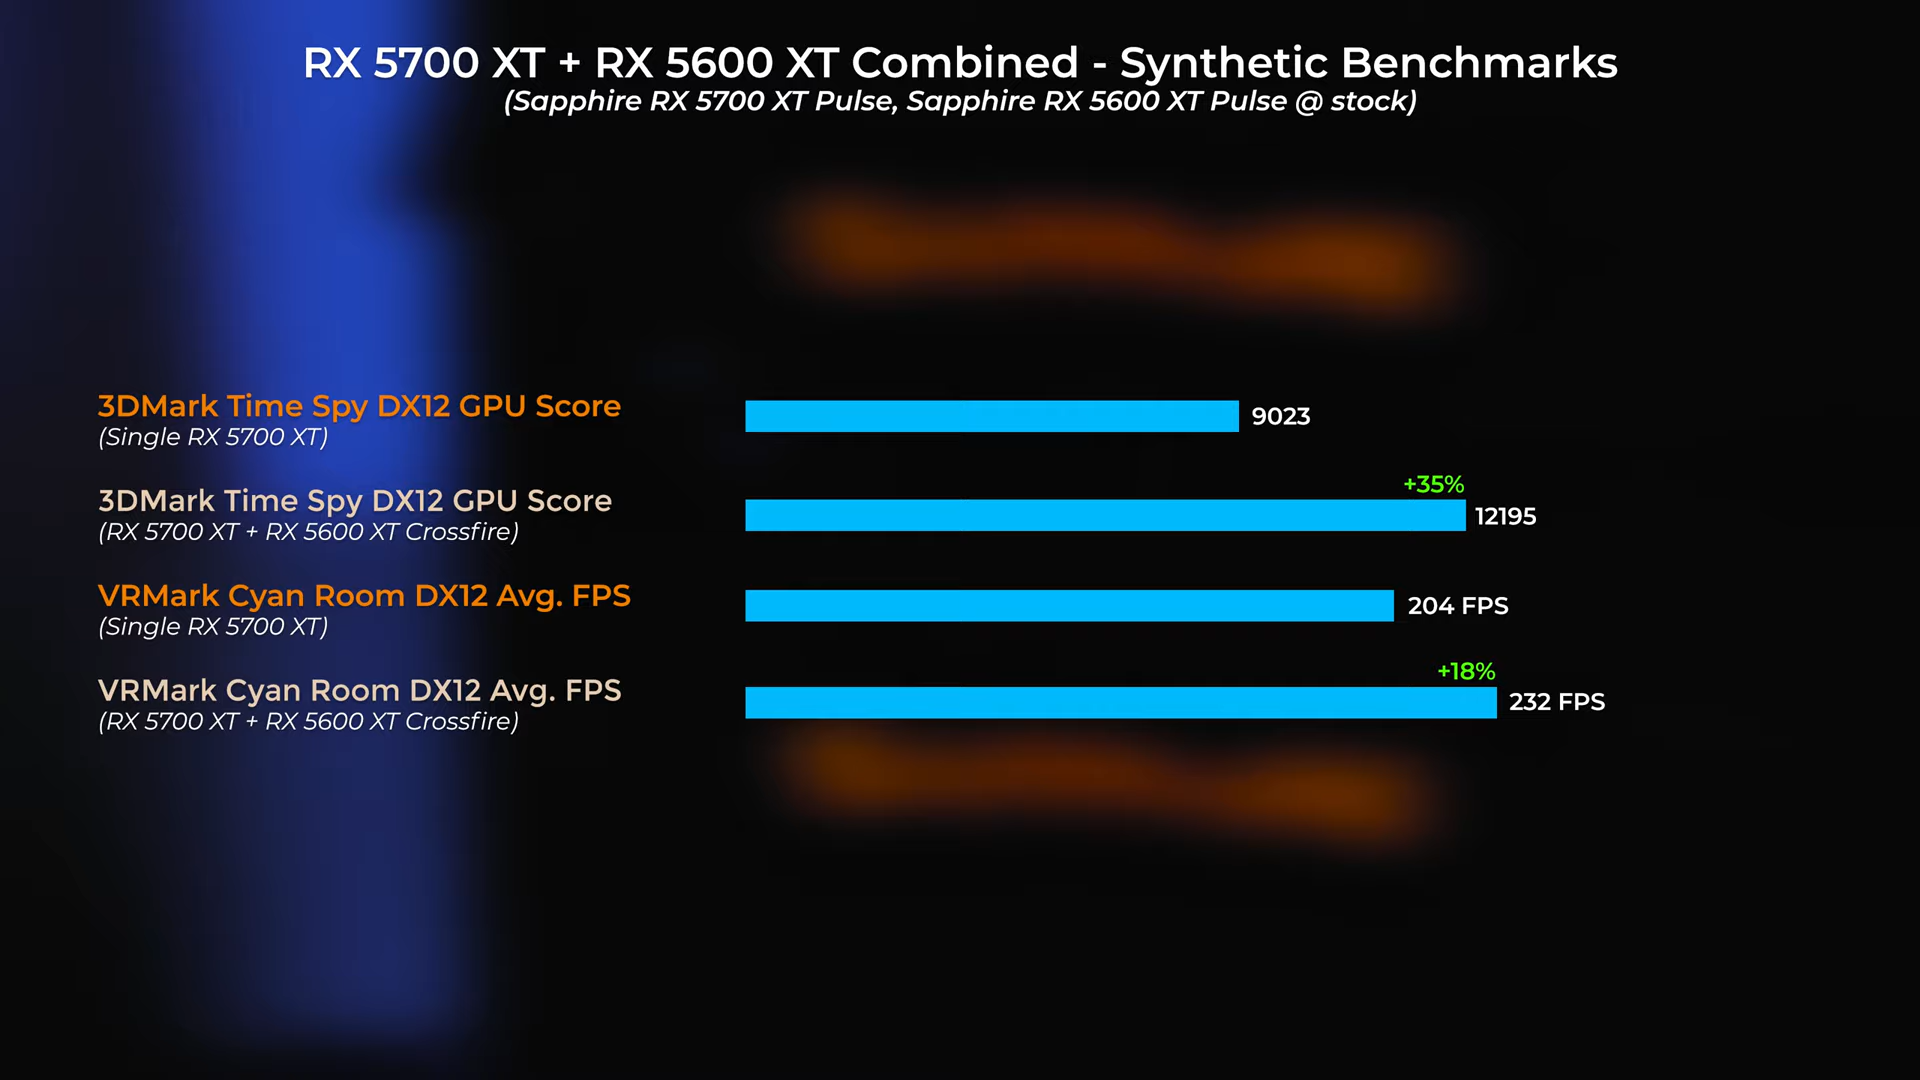 RX 5700 XT + RX 5600 XT Combined - Synthetic Benchmarks
(Sapphire RX 5700 XT Pulse, Sapphire RX 5600 XT Pulse @ stock)
3DMark Time Spy DX12 GPU Score
(Single RX 5700 XT)
9023
3DMark Time Spy DX12 GPU Score
(RX 5700 XT + RX 5600 XT Crossfire)
+35%
12195
VRMark Cyan Room DX12 Avg. FPS
(Single RX 5700 XT)
204 FPS
VRMark Cyan Room DX12 Avg. FPS
(RX 5700 XT + RX 5600 XT Crossfire)
+18%
232 FPS